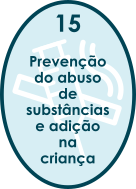 15
Prevenção
do abuso
de
substâncias
e adição
na
criança